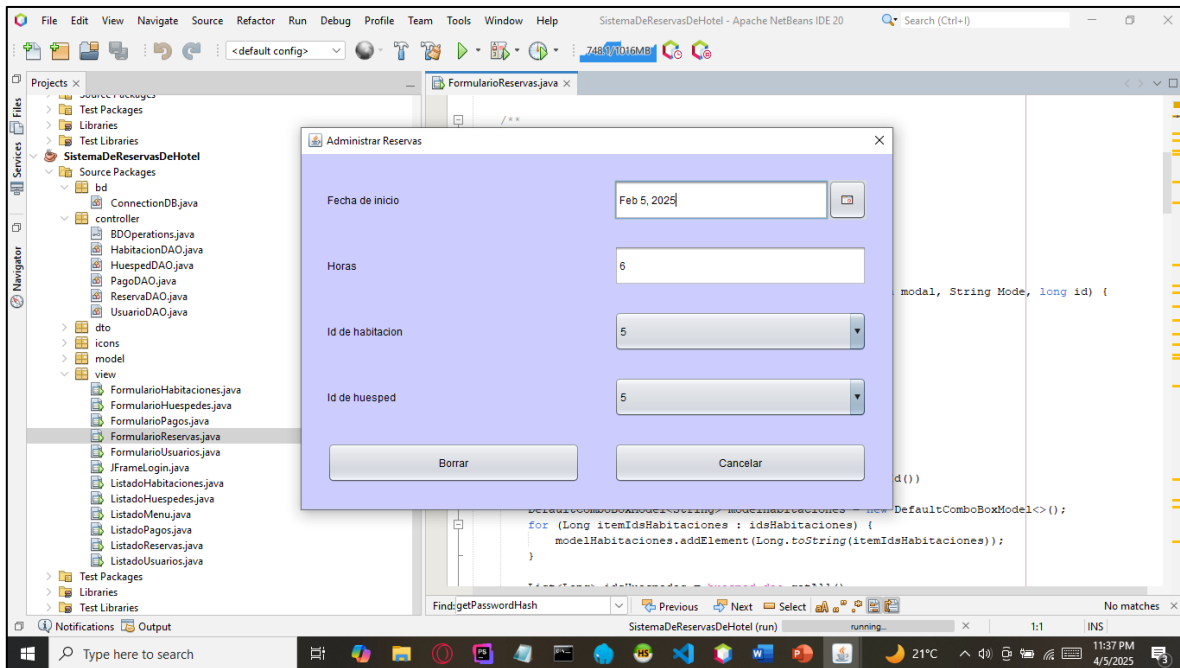 File Edit View Navigate Source Refactor Run Debug Profile Team Tools Window Help SistemaDeReservasDeHotel - Apache NetBeans IDE 20 Search (Ctrl+I)
<default config> 748.9/1016MB
Projects FormularioReservas.java
Files
Services
Navigator
Test Packages
Libraries
Test Libraries
SistemaDeReservasDeHotel
Source Packages
bd
ConnectionDB.java
controller
BDOperations.java
HabitacionDAO.java
HuespedDAO.java
PagoDAO.java
ReservaDAO.java
UsuarioDAO.java
dto
icons
model
view
FormularioHabitaciones.java
FormularioHuespedes.java
FormularioPagos.java
FormularioReservas.java
FormularioUsuarios.java
JFrameLogin.java
ListadoHabitaciones.java
ListadoHuespedes.java
ListadoMenu.java
ListadoPagos.java
ListadoReservas.java
ListadoUsuarios.java
Test Packages
Libraries
Test Libraries
/**
Administrar Reservas
Fecha de inicio Feb 5, 2025
Horas 6
Id de habitacion 5
Id de huesped 5
Borrar Cancelar
modal, String Mode, long id) {
d())
= new DefaultComboBoxModel<>();
for (Long itemIdsHabitaciones : idsHabitaciones) {
modelHabitaciones.addElement(Long.toString(itemIdsHabitaciones));
}
Find: getPasswordHash Previous Next Select No matches
Notifications Output SistemaDeReservasDeHotel (run) running... 1:1 INS
Type here to search 21°C 11:37 PM
4/5/2025